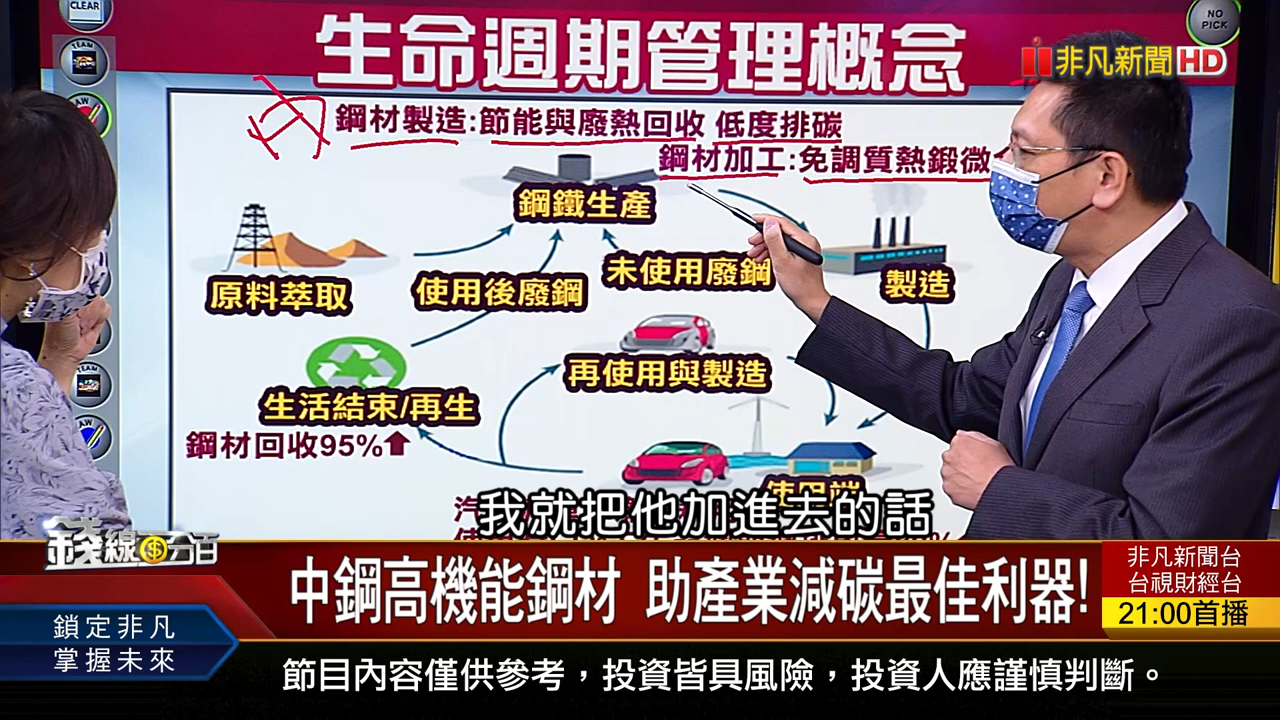 CLEAR
TEAM
NO
PICK
生命週期管理概念
非凡新聞HD
鋼材製造:節能與廢熱回收 低度排碳
鋼材加工:免調質熱鍛微
鋼鐵生產
原料萃取
使用後廢鋼
未使用廢鋼
製造
再使用與製造
生活結束/再生
鋼材回收95%
TEAM
使用端
汽
我就把他加進去的話
錢線百分百
中鋼高機能鋼材 助產業減碳最佳利器!
非凡新聞台
台視財經台
21:00首播
鎖定非凡
掌握未來
節目內容僅供參考，投資皆具風險，投資人應謹慎判斷。